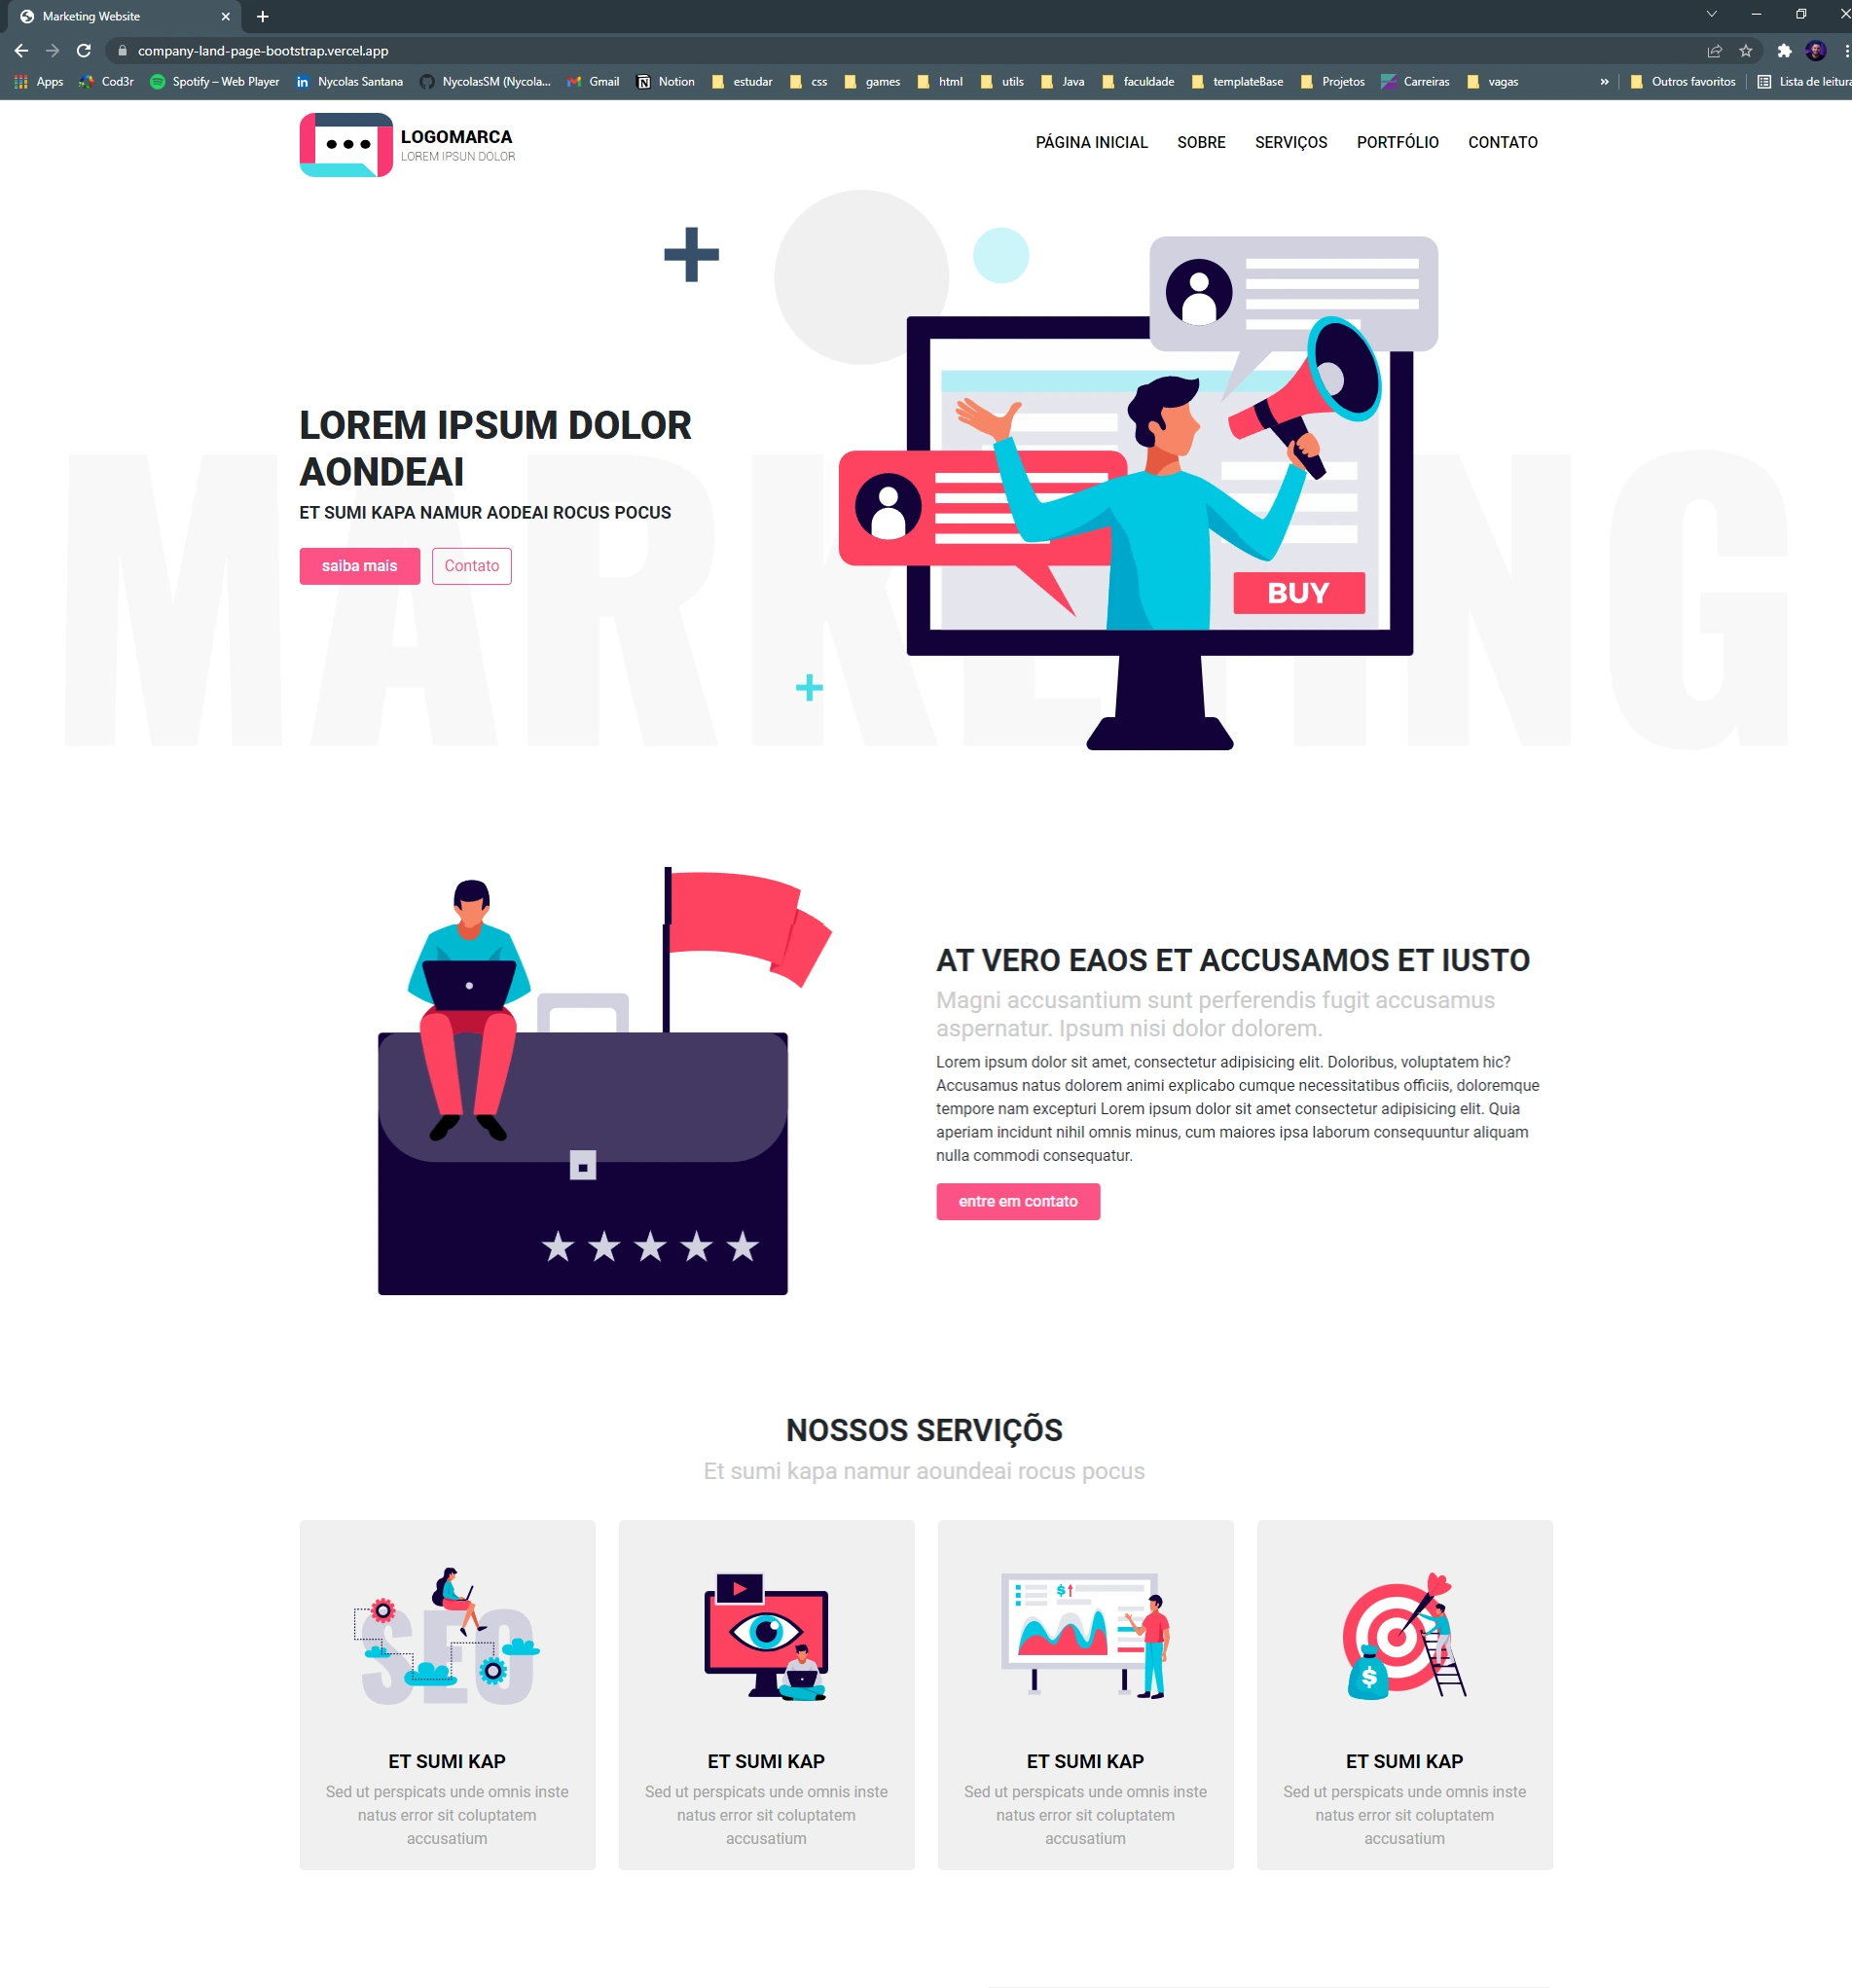 Marketing Website
company-land-page-bootstrap.vercel.app
Apps Cod3r Spotify – Web Player Nycolas Santana NycolasSM (Nycola... Gmail Notion estudar css games html utils Java faculdade templateBase Projetos Carreiras vagas » Outros favoritos Lista de leitura
LOGOMARCA
LOREM IPSUN DOLOR
PÁGINA INICIAL SOBRE SERVIÇOS PORTFÓLIO CONTATO
MARKETING
LOREM IPSUM DOLOR
AONDEAI
ET SUMI KAPA NAMUR AODEAI ROCUS POCUS
saiba mais Contato
BUY
AT VERO EAOS ET ACCUSAMOS ET IUSTO
Magni accusantium sunt perferendis fugit accusamus
aspernatur. Ipsum nisi dolor dolorem.
Lorem ipsum dolor sit amet, consectetur adipisicing elit. Doloribus, voluptatem hic?
Accusamus natus dolorem animi explicabo cumque necessitatibus officiis, doloremque
tempore nam excepturi Lorem ipsum dolor sit amet consectetur adipisicing elit. Quia
aperiam incidunt nihil omnis minus, cum maiores ipsa laborum consequuntur aliquam
nulla commodi consequatur.
entre em contato
NOSSOS SERVIÇÕS
Et sumi kapa namur aoundeai rocus pocus
SEO
$
$
ET SUMI KAP
Sed ut perspicats unde omnis inste
natus error sit coluptatem
accusatium
ET SUMI KAP
Sed ut perspicats unde omnis inste
natus error sit coluptatem
accusatium
ET SUMI KAP
Sed ut perspicats unde omnis inste
natus error sit coluptatem
accusatium
ET SUMI KAP
Sed ut perspicats unde omnis inste
natus error sit coluptatem
accusatium